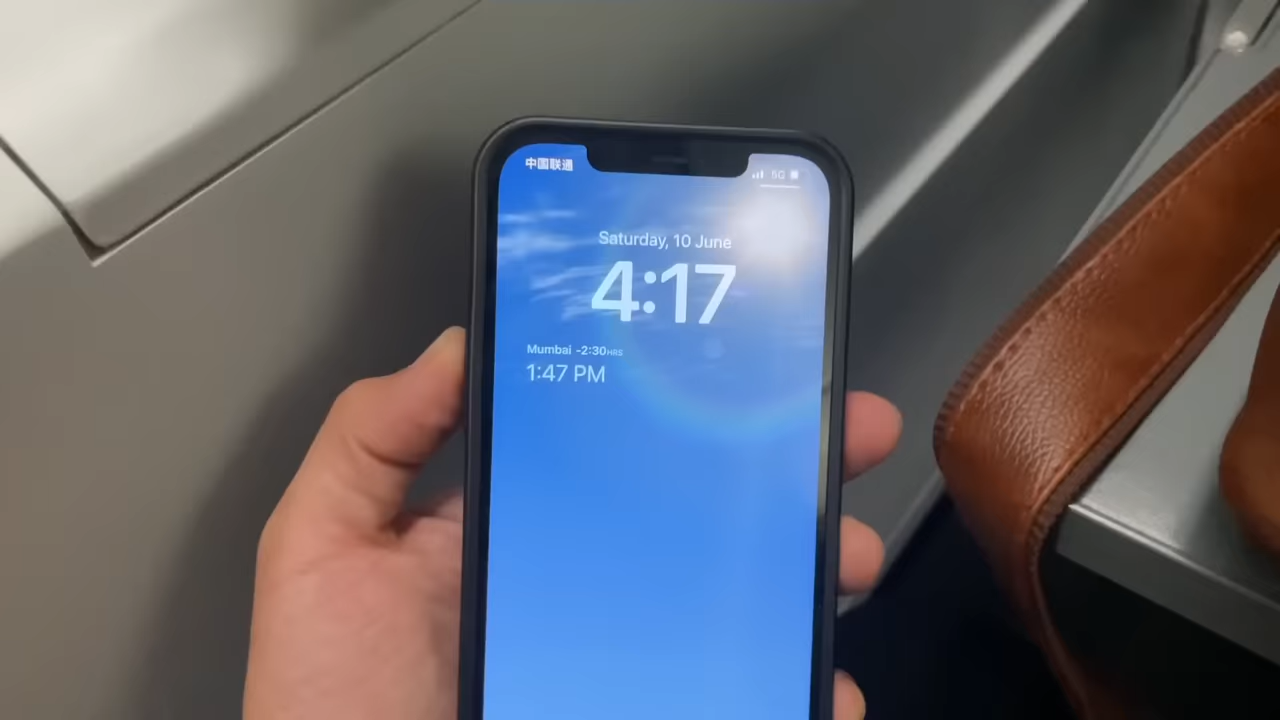 中国联通
5G
Saturday, 10 June
4:17
Mumbai -2:30HRS
1:47 PM